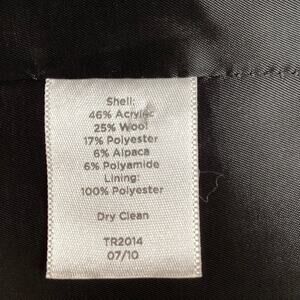 Shell:
46% Acrylic
25% Wool
17% Polyester
6% Alpaca
6% Polyamide
Lining:
100% Polyester
Dry Clean
TR2014
07/10